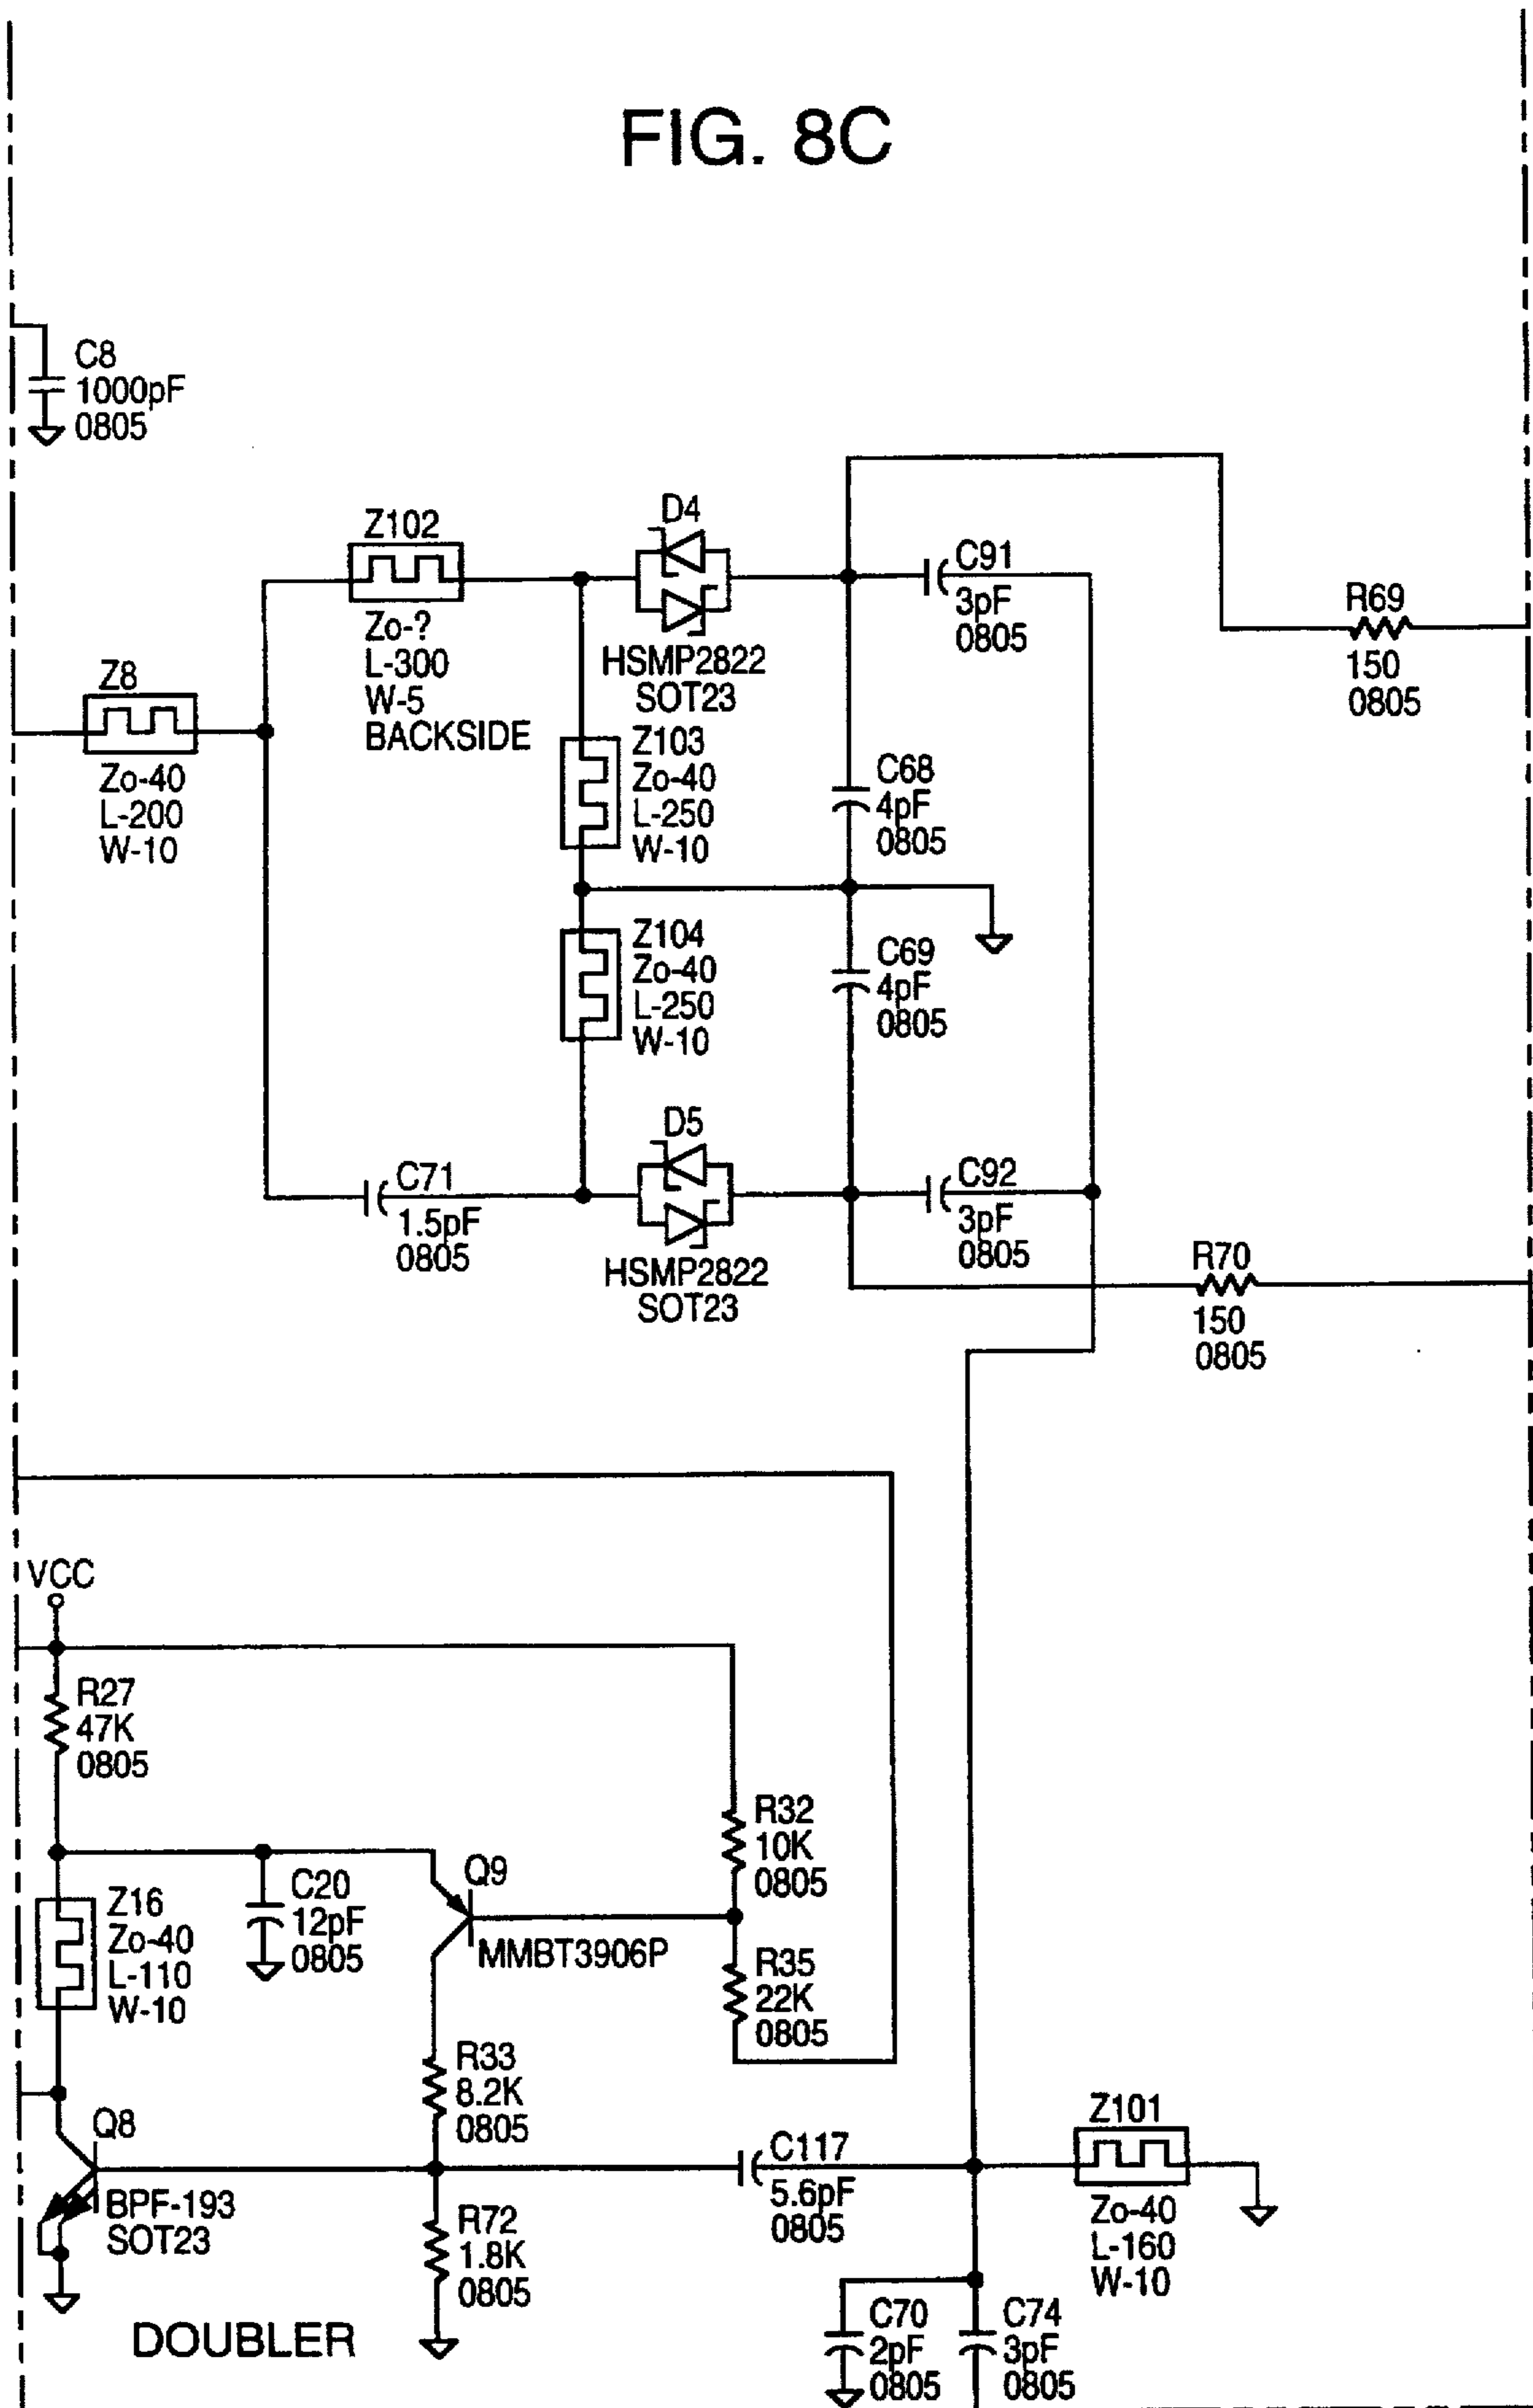 FIG. 8C
C8
1000pF
0805
D4
Z102
C91
3pF
0805
R69
150
0805
Zo-?
L-300
W-5
BACKSIDE
HSMP2822
SOT23
Z8
Zo-40
L-200
W-10
Z103
Zo-40
L-250
W-10
C68
4pF
0805
Z104
Zo-40
L-250
W-10
C69
4pF
0805
D5
C71
1.5pF
0805
C92
3pF
0805
HSMP2822
SOT23
R70
150
0805
VCC
R27
47K
0805
R32
10K
0805
Q9
C20
12pF
0805
Z16
Zo-40
L-110
W-10
MMBT3906P
R35
22K
0805
R33
8.2K
0805
Z101
Q8
C117
5.6pF
0805
BPF-193
SOT23
R72
1.8K
0805
Zo-40
L-160
W-10
C70
2pF
0805
C74
3pF
0805
DOUBLER